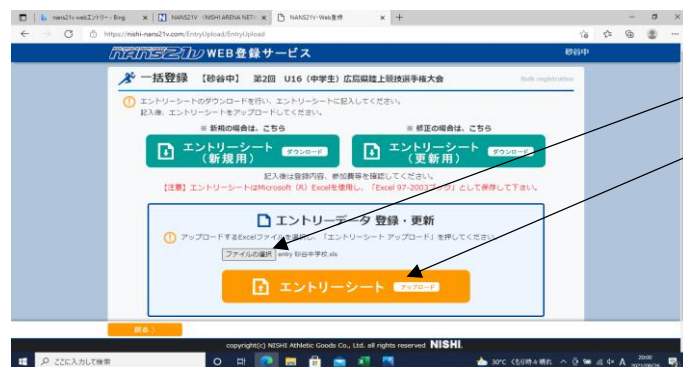 nans21v webｴﾝﾄﾘｰ - Bing
NANS21V (NISHI ARENA NET
NANS21V-Web登録
https://nishi-nans21v.com/EntryUpload/EntryUpload
NANS21V WEB登録サービス
砂谷中
一括登録 【砂谷中】 第2回 U16（中学生）広島県陸上競技選手権大会
Bulk registration
エントリーシートのダウンロードを行い、エントリーシートに記入してください。
記入後、エントリーシートをアップロードしてください。
※ 新規の場合は、こちら
※ 修正の場合は、こちら
エントリーシート
（新規用）
ダウンロード
エントリーシート
（更新用）
ダウンロード
記入後は登録内容、参加費等を確認してください。
【注意】エントリーシートはMicrosoft（R）Excelを使用し、「Excel 97-2003ブック」として保存して下さい。
エントリーデータ 登録・更新
アップロードするExcelファイルを選択し、「エントリーシート アップロード」を押してください。
ファイルの選択 entry 砂谷中学校.xls
エントリーシート アップロード
戻る
copyright(c) NISHI Athletic Goods Co., Ltd. all rights reserved NISHI.
ここに入力して検索
30°C くもり時々晴れ
A
20:00
2021/08/26